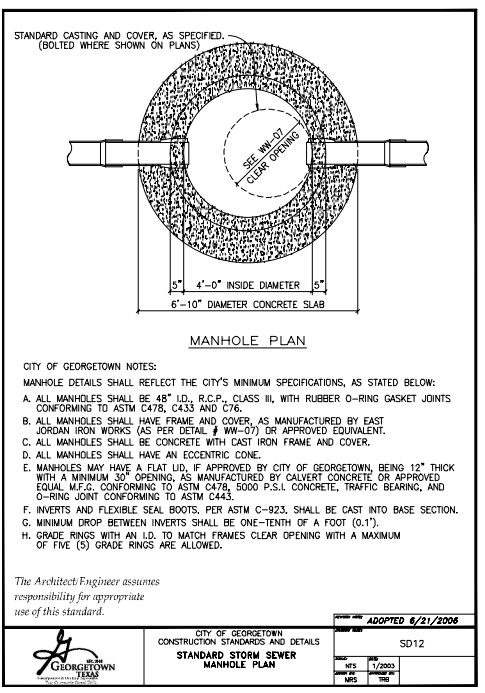 STANDARD CASTING AND COVER, AS SPECIFIED.
(BOLTED WHERE SHOWN ON PLANS)
SEE WW-07
CLEAR OPENING
5" 4'-0" INSIDE DIAMETER 5"
6'-10" DIAMETER CONCRETE SLAB
MANHOLE PLAN
CITY OF GEORGETOWN NOTES:
MANHOLE DETAILS SHALL REFLECT THE CITY'S MINIMUM SPECIFICATIONS, AS STATED BELOW:
A. ALL MANHOLES SHALL BE 48" I.D., R.C.P., CLASS III, WITH RUBBER O-RING GASKET JOINTS
CONFORMING TO ASTM C478, C433 AND C76.
B. ALL MANHOLES SHALL HAVE FRAME AND COVER, AS MANUFACTURED BY EAST
JORDAN IRON WORKS (AS PER DETAIL # WW-07) OR APPROVED EQUIVALENT.
C. ALL MANHOLES SHALL BE CONCRETE WITH CAST IRON FRAME AND COVER.
D. ALL MANHOLES SHALL HAVE AN ECCENTRIC CONE.
E. MANHOLES MAY HAVE A FLAT LID, IF APPROVED BY CITY OF GEORGETOWN, BEING 12" THICK
WITH A MINIMUM 30" OPENING, AS MANUFACTURED BY CALVERT CONCRETE OR APPROVED
EQUAL M.F.G. CONFORMING TO ASTM C478, 5000 P.S.I. CONCRETE, TRAFFIC BEARING, AND
O-RING JOINT CONFORMING TO ASTM C443.
F. INVERTS AND FLEXIBLE SEAL BOOTS, PER ASTM C-923, SHALL BE CAST INTO BASE SECTION.
G. MINIMUM DROP BETWEEN INVERTS SHALL BE ONE-TENTH OF A FOOT (0.1').
H. GRADE RINGS WITH AN I.D. TO MATCH FRAMES CLEAR OPENING WITH A MAXIMUM
OF FIVE (5) GRADE RINGS ARE ALLOWED.
The Architect/Engineer assumes
responsibility for appropriate
use of this standard.
ADOPTED 6/21/2006
GEORGETOWN
TEXAS
CITY OF GEORGETOWN
CONSTRUCTION STANDARDS AND DETAILS
STANDARD STORM SEWER
MANHOLE PLAN
SD12
NTS
DATE:
1/2003
MRS
TRB